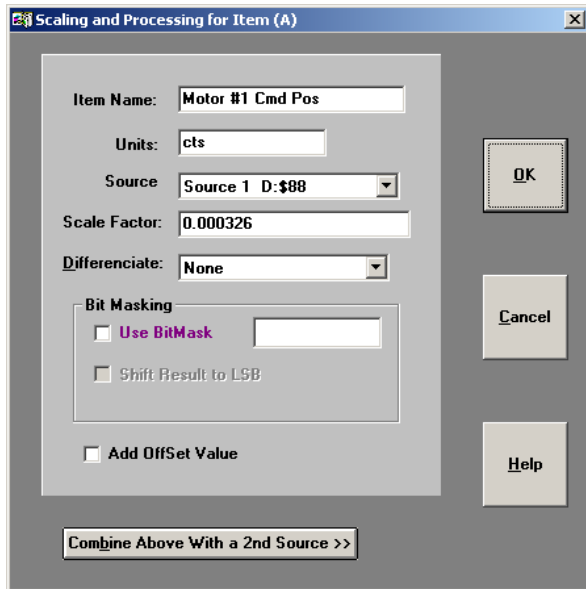 Scaling and Processing for Item (A)
Item Name: Motor #1 Cmd Pos
Units: cts
Source Source 1 D:$88
Scale Factor: 0.000326
Differenciate: None
Bit Masking
Use BitMask
Shift Result to LSB
Add OffSet Value
Combine Above With a 2nd Source >>
OK
Cancel
Help